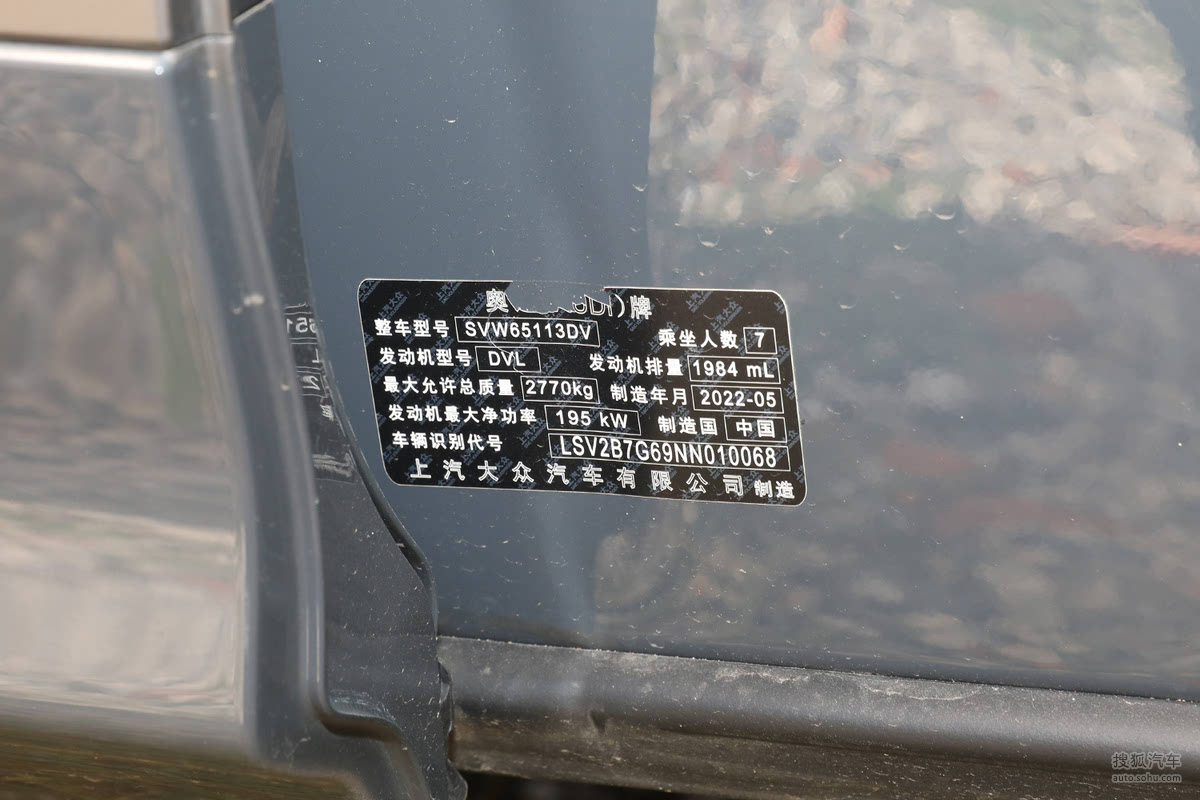 奥 UDI)牌
整车型号 SVW65113DV 乘坐人数 7
发动机型号 DVL 发动机排量 1984 mL
最大允许总质量 2770kg 制造年月 2022-05
发动机最大净功率 195 kW 制造国 中国
车辆识别代号 LSV2B7G69NN010068
上汽大众汽车有限公司 制造
搜狐汽车
auto.sohu.com